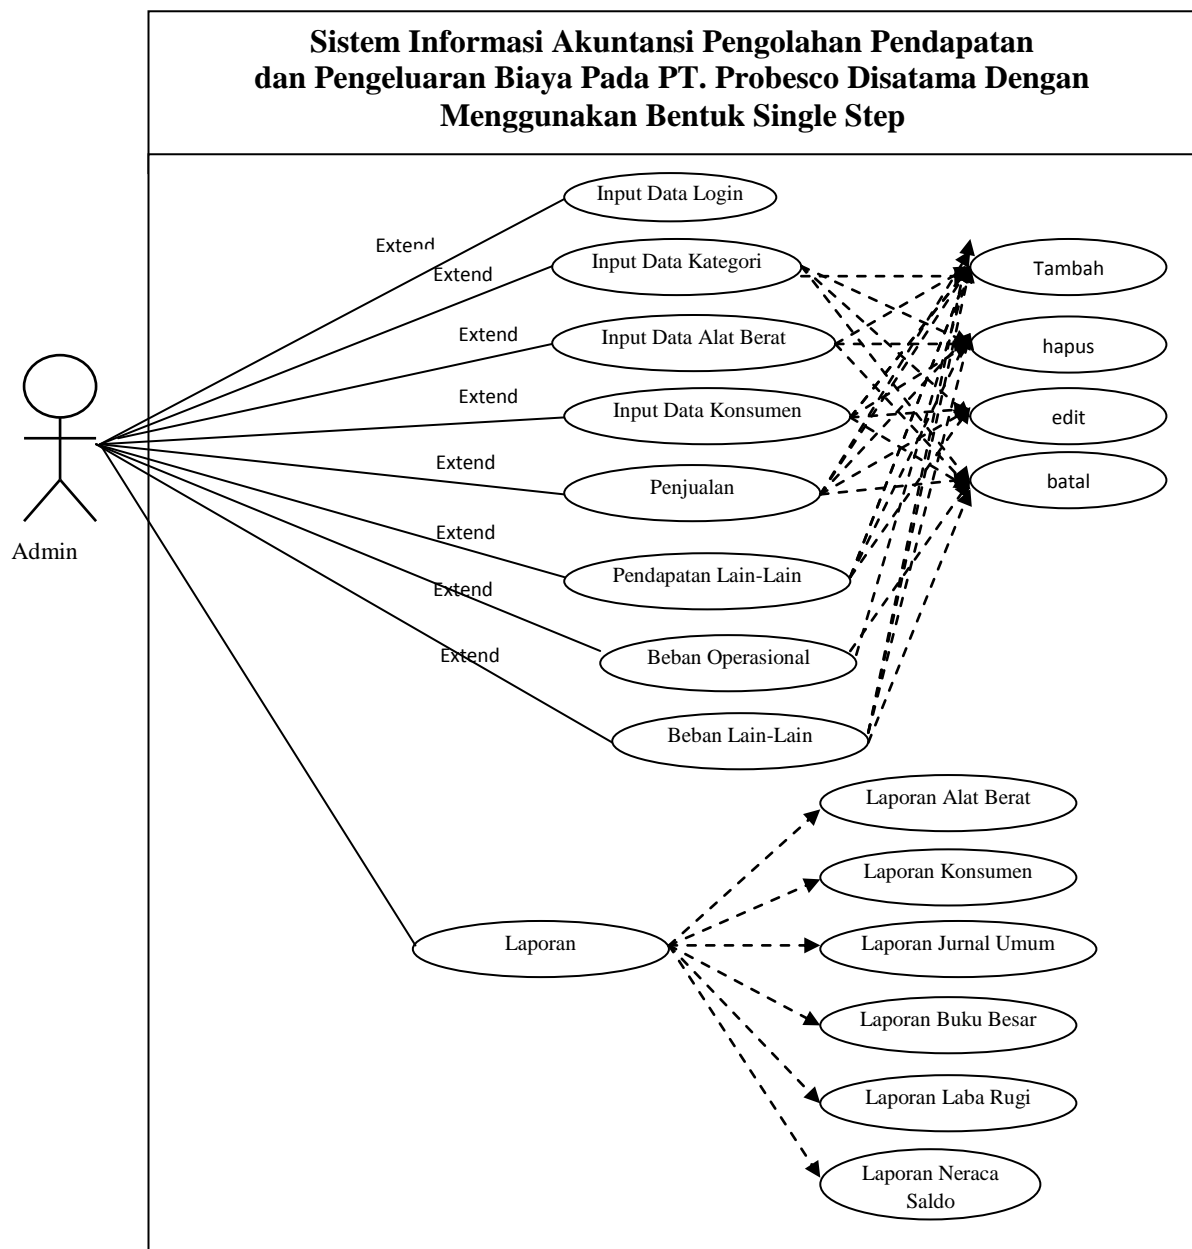 Sistem Informasi Akuntansi Pengolahan Pendapatan
dan Pengeluaran Biaya Pada PT. Probesco Disatama Dengan
Menggunakan Bentuk Single Step
Input Data Login
Extend
Input Data Kategori
Extend
Tambah
Input Data Alat Berat
Extend
hapus
Input Data Konsumen
Extend
edit
Penjualan
Extend
batal
Admin
Pendapatan Lain-Lain
Extend
Beban Operasional
Extend
Beban Lain-Lain
Extend
Laporan Alat Berat
Laporan Konsumen
Laporan
Laporan Jurnal Umum
Laporan Buku Besar
Laporan Laba Rugi
Laporan Neraca
Saldo